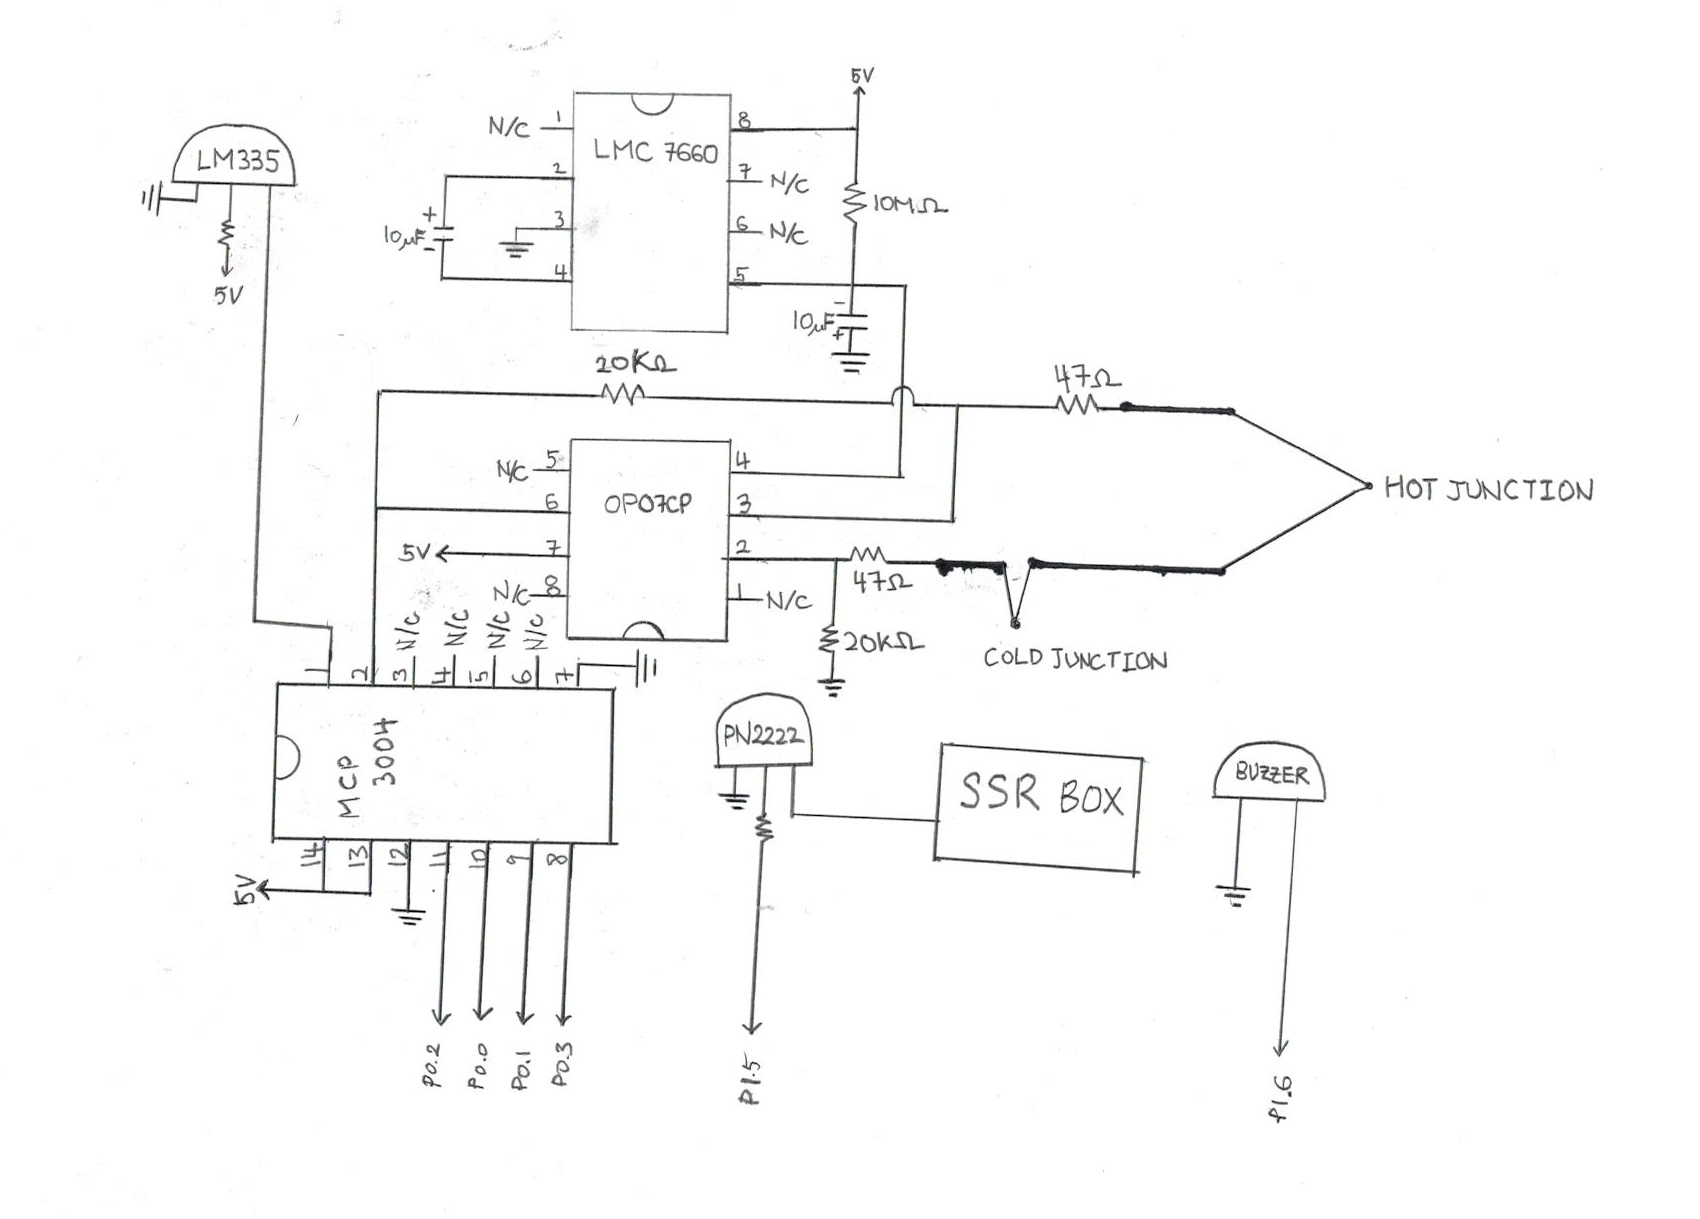 5V
LM335
5V
N/C 1
LMC 7660
8
2
7 N/C
10MΩ
+
10µF
-
3
6 N/C
4
5
-
10µF
+
20KΩ
47Ω
N/C 5
OP07CP
4
6
3
5V
7
2
47Ω
N/C 8
1 N/C
20KΩ
HOT JUNCTION
COLD JUNCTION
N/C
N/C
N/C
N/C
1
2
3
4
5
6
7
MCP
3004
14
13
12
11
10
9
8
5V
P0.2
P0.0
P0.1
P0.3
PN2222
SSR BOX
BUZZER
P1.5
P1.6